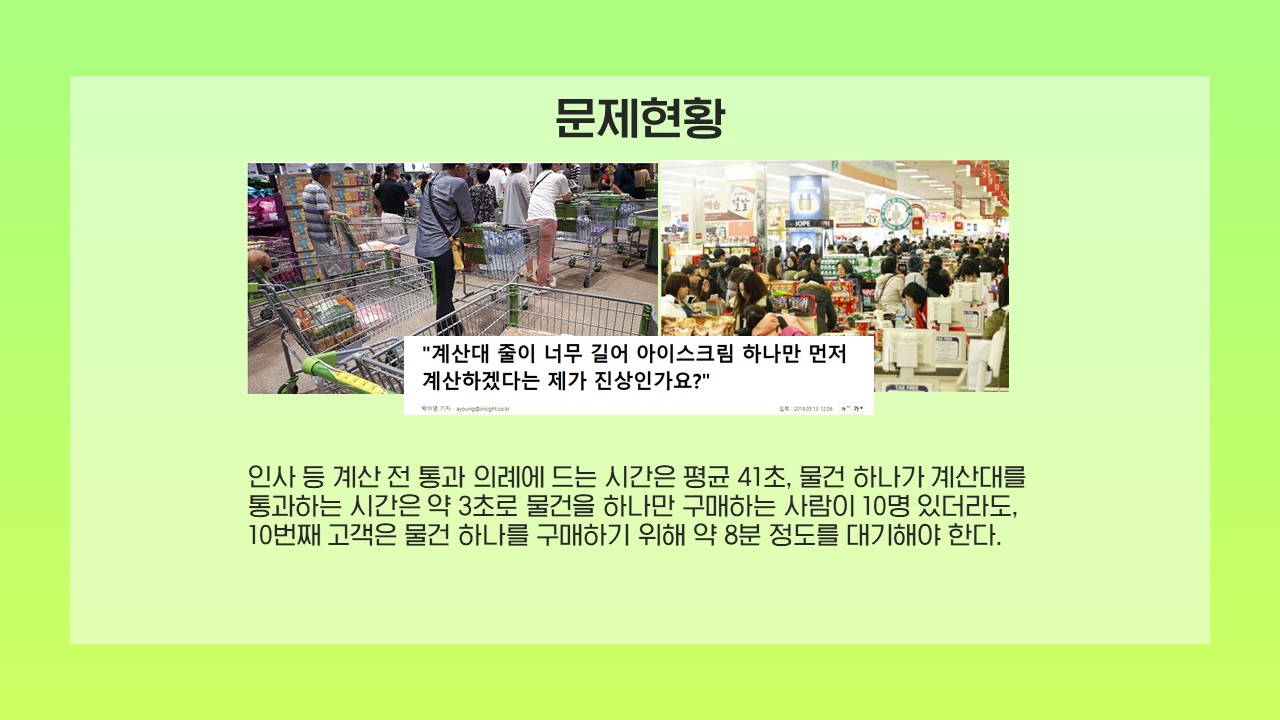 문제현황
배송
IOPE
TAX FREE
TAX FREE
"계산대 줄이 너무 길어 아이스크림 하나만 먼저
계산하겠다는 제가 진상인가요?"
박아영 기자 · ayoung@insight.co.kr
입력 : 2019.05.13 12:06 가- 가+
인사 등 계산 전 통과 의례에 드는 시간은 평균 41초, 물건 하나가 계산대를
통과하는 시간은 약 3초로 물건을 하나만 구매하는 사람이 10명 있더라도,
10번째 고객은 물건 하나를 구매하기 위해 약 8분 정도를 대기해야 한다.